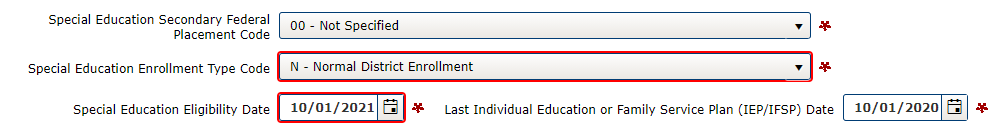 Special Education Secondary Federal
Placement Code
00 - Not Specified
Special Education Enrollment Type Code
N - Normal District Enrollment
Special Education Eligibility Date
10/01/2021
Last Individual Education or Family Service Plan (IEP/IFSP) Date
10/01/2020